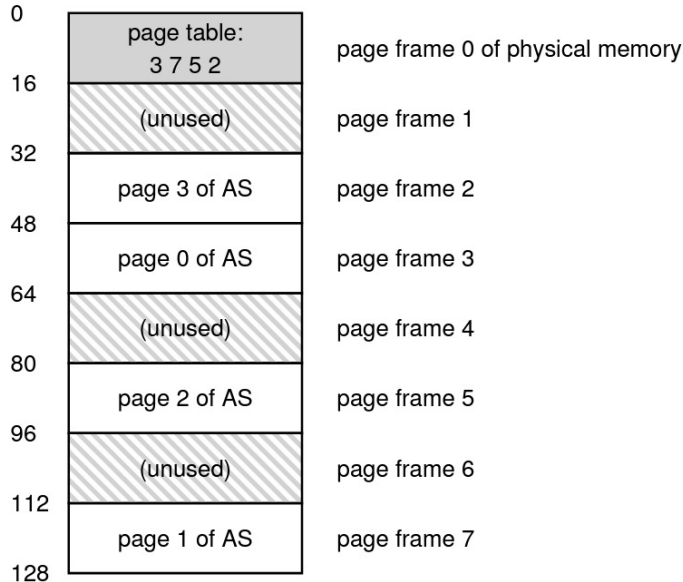 0
page table:
3 7 5 2
page frame 0 of physical memory
16
(unused)
page frame 1
32
page 3 of AS
page frame 2
48
page 0 of AS
page frame 3
64
(unused)
page frame 4
80
page 2 of AS
page frame 5
96
(unused)
page frame 6
112
page 1 of AS
page frame 7
128